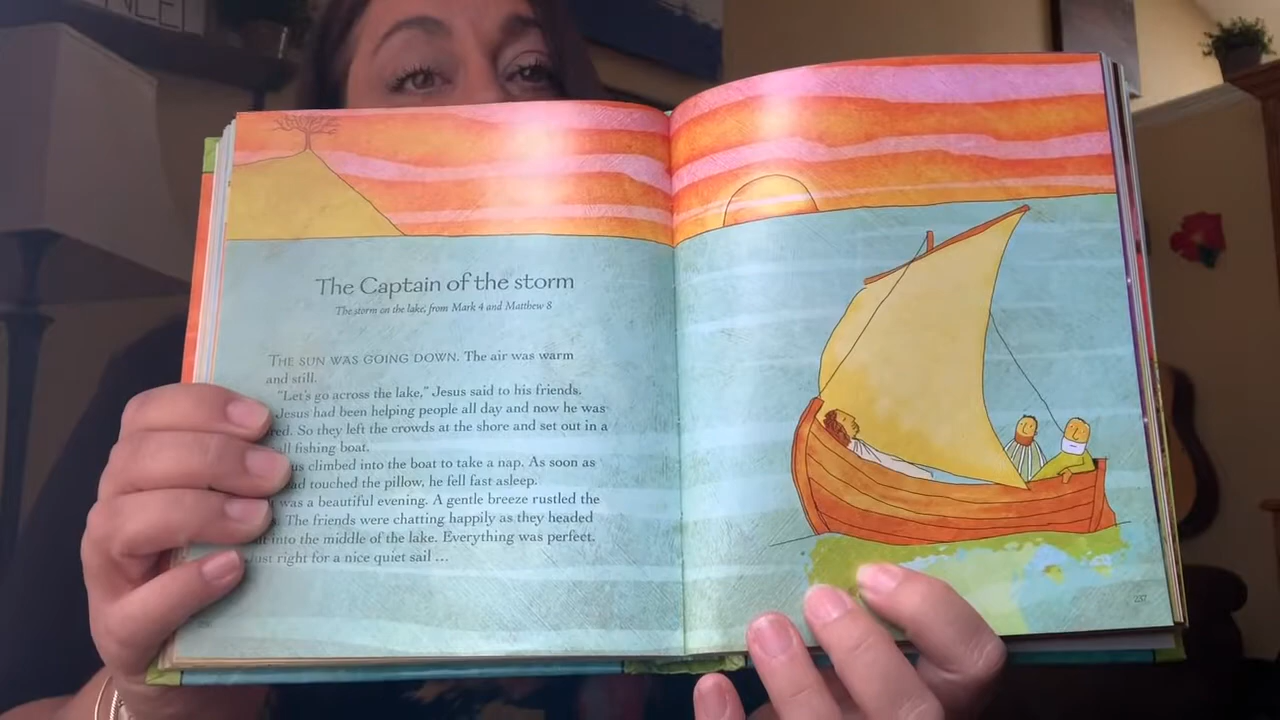 The Captain of the storm
The storm on the lake, from Mark 4 and Matthew 8
THE SUN WAS GOING DOWN. The air was warm
and still.
"Let's go across the lake," Jesus said to his friends.
Jesus had been helping people all day and now he was
So they left the crowds at the shore and set out in a
fishing boat.
climbed into the boat to take a nap. As soon as
touched the pillow, he fell fast asleep.
was a beautiful evening. A gentle breeze rustled the
The friends were chatting happily as they headed
into the middle of the lake. Everything was perfect.
Just right for a nice quiet sail ...
237